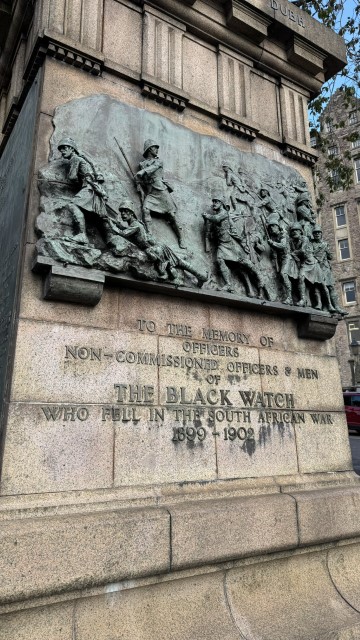 TO THE MEMORY OF
OFFICERS
NON-COMMISSIONED OFFICERS & MEN
OF
THE BLACK WATCH
WHO FELL IN THE SOUTH AFRICAN WAR
1899-1902